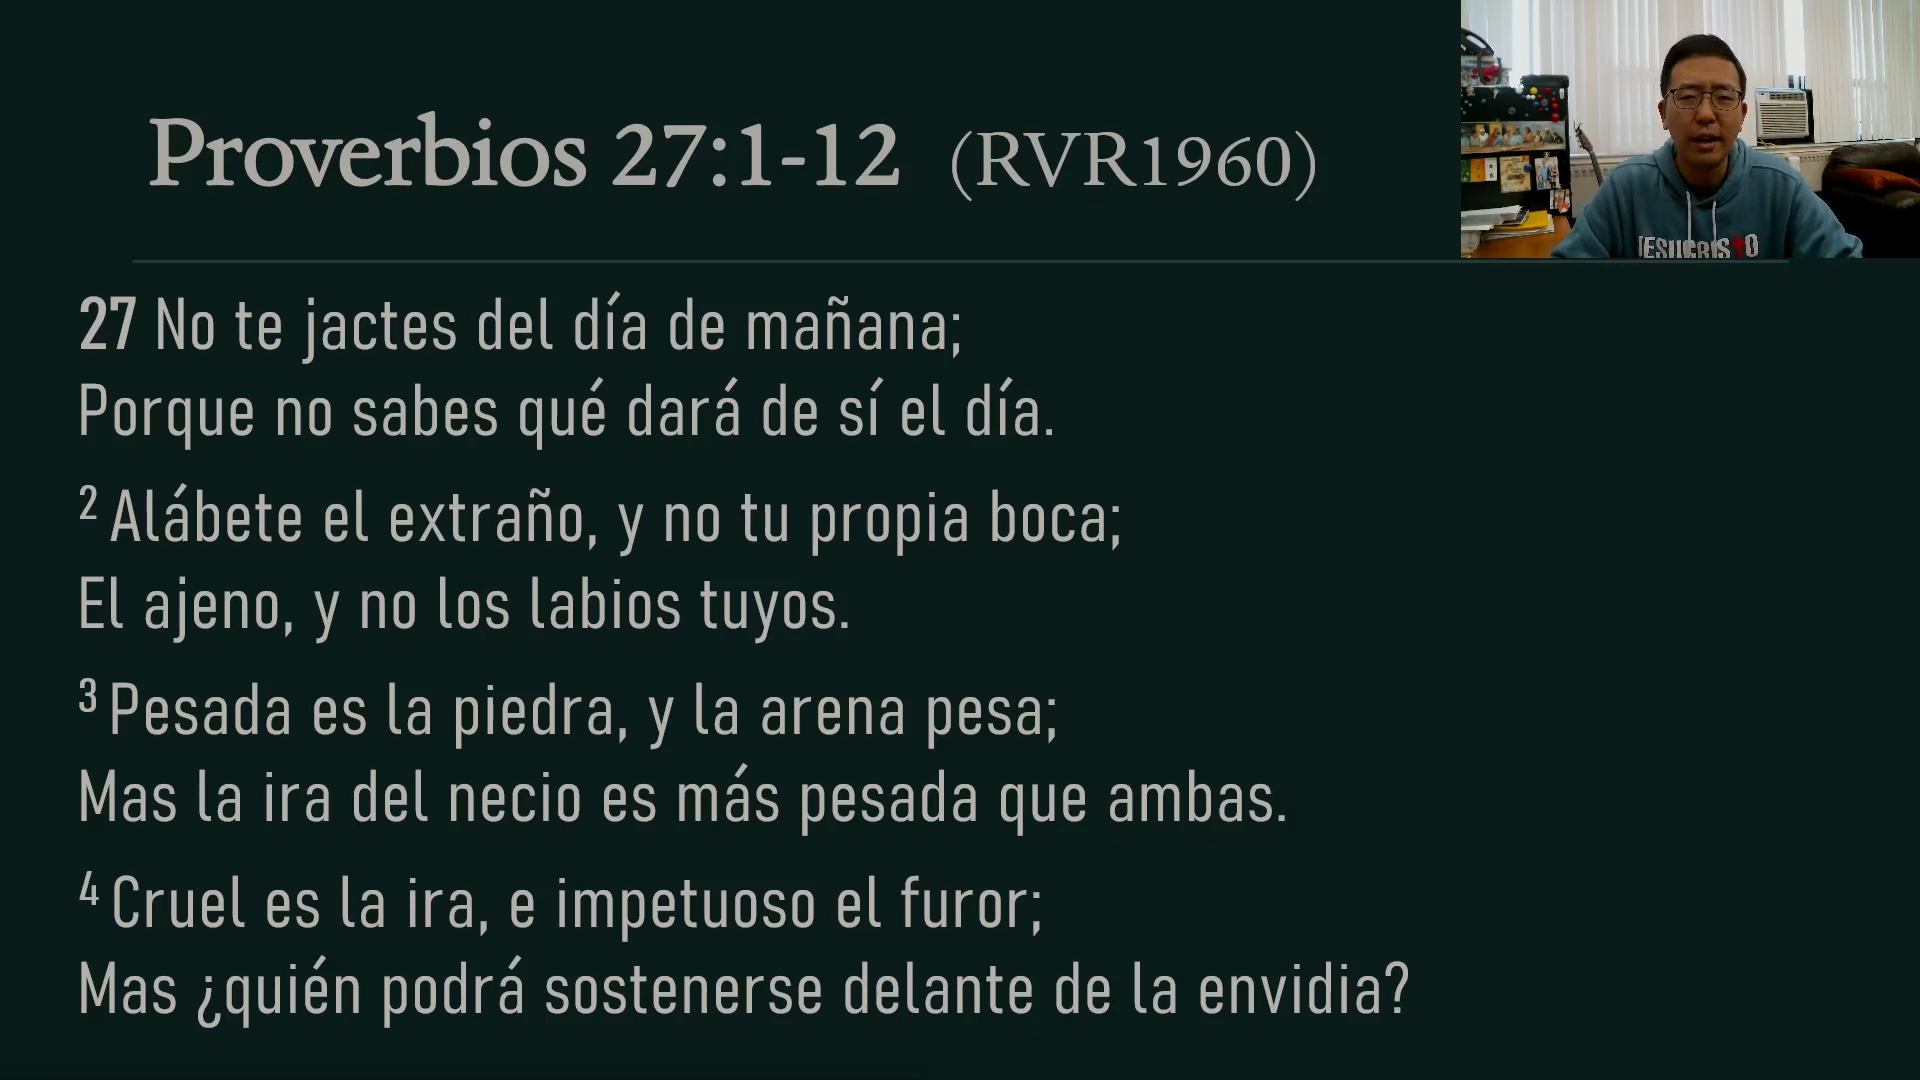 Proverbios 27:1-12 (RVR1960)
27 No te jactes del día de mañana;
Porque no sabes qué dará de sí el día.
2 Alábete el extraño, y no tu propia boca;
El ajeno, y no los labios tuyos.
3 Pesada es la piedra, y la arena pesa;
Mas la ira del necio es más pesada que ambas.
4 Cruel es la ira, e impetuoso el furor;
Mas ¿quién podrá sostenerse delante de la envidia?
JESUCRISTO